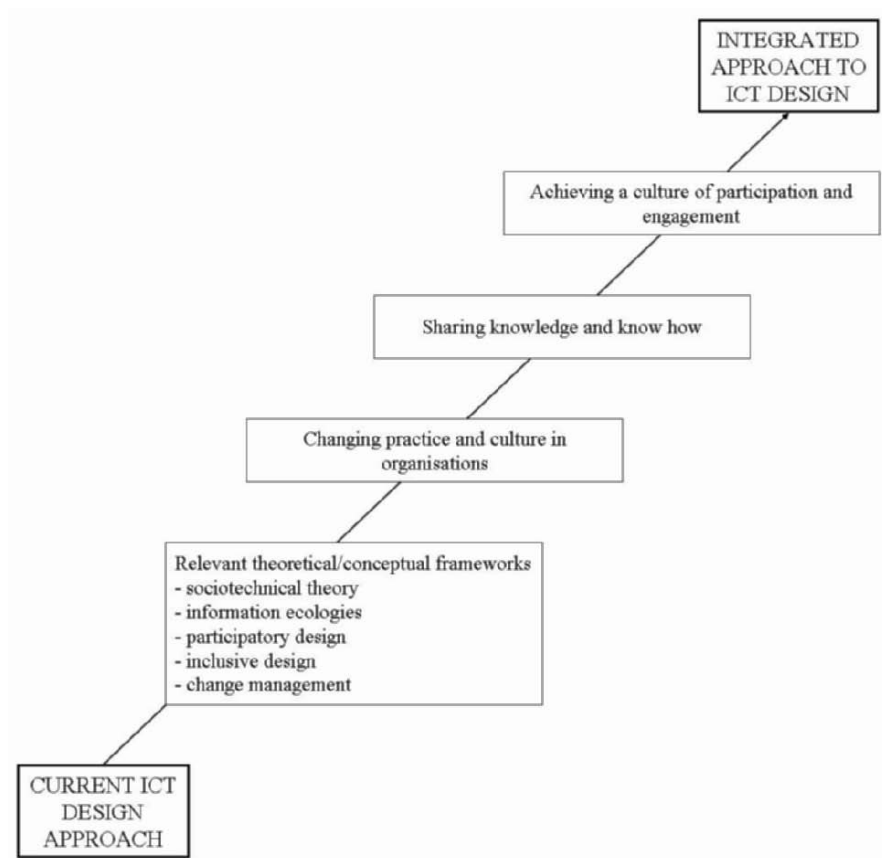 INTEGRATED
APPROACH TO
ICT DESIGN
Achieving a culture of participation and
engagement
Sharing knowledge and know how
Changing practice and culture in
organisations
Relevant theoretical/conceptual frameworks
- sociotechnical theory
- information ecologies
- participatory design
- inclusive design
- change management
CURRENT ICT
DESIGN
APPROACH